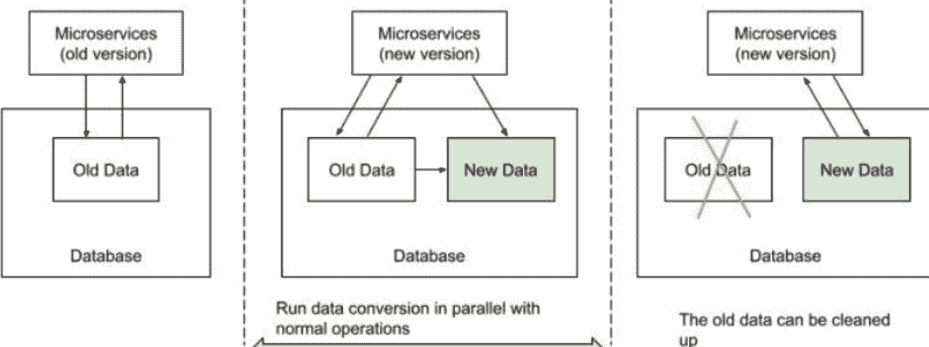 Microservices
(old version)
Old Data
Database
Microservices
(new version)
Old Data
New Data
Database
Run data conversion in parallel with
normal operations
Microservices
(new version)
Old Data
New Data
Database
The old data can be cleaned
up